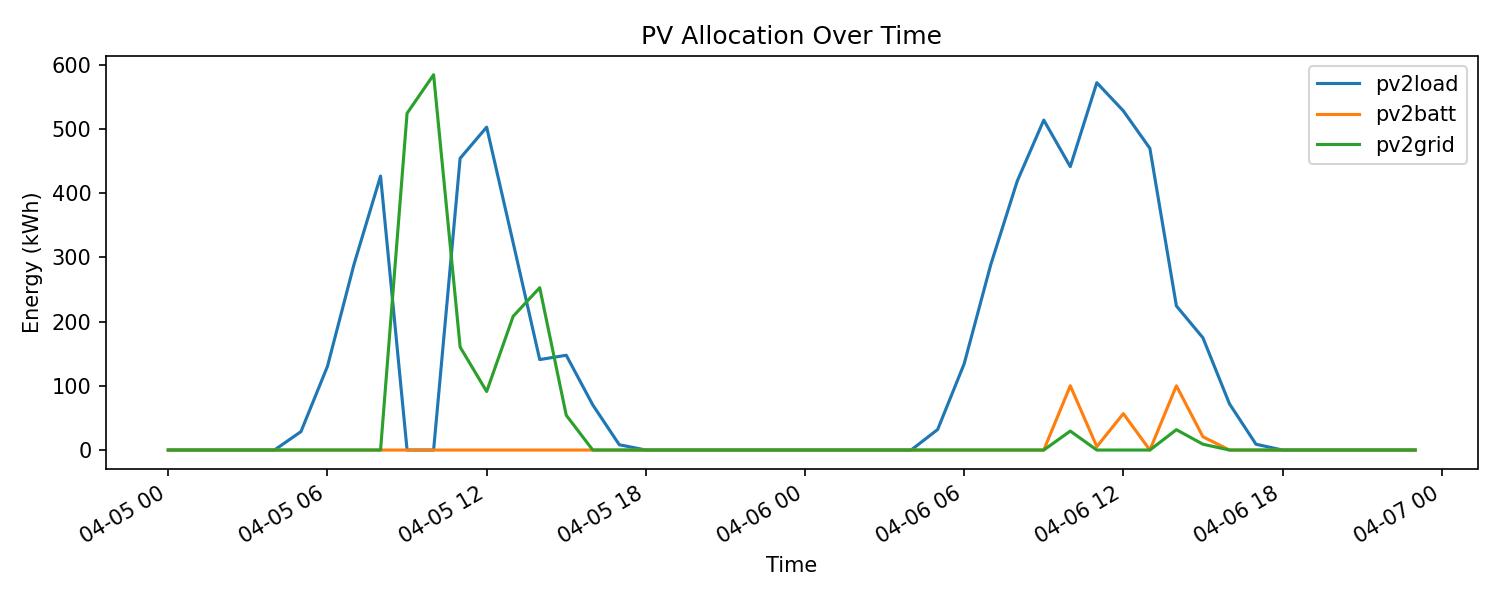 PV Allocation Over Time
pv2load
pv2batt
pv2grid
Energy (kWh)
600
500
400
300
200
100
0
04-05 00
04-05 06
04-05 12
04-05 18
04-06 00
04-06 06
04-06 12
04-06 18
04-07 00
Time